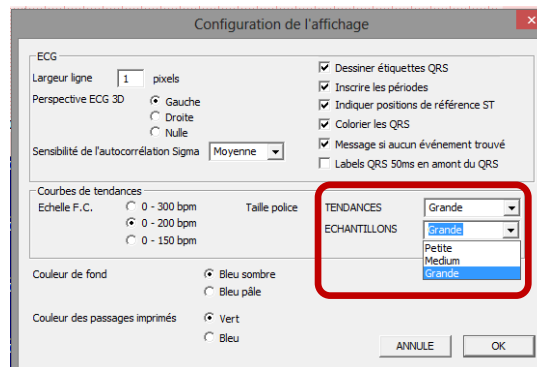 Configuration de l'affichage
ECG
Largeur ligne 1 pixels
Perspective ECG 3D Gauche
Droite
Nulle
Sensibilité de l'autocorrélation Sigma Moyenne
Dessiner étiquettes QRS
Inscrire les périodes
Indiquer positions de référence ST
Colorier les QRS
Message si aucun événement trouvé
Labels QRS 50ms en amont du QRS
Courbes de tendances
Echelle F.C. 0 - 300 bpm
0 - 200 bpm
0 - 150 bpm
Taille police
TENDANCES Grande
ECHANTILLONS Grande
Petite
Medium
Grande
Couleur de fond Bleu sombre
Bleu pâle
Couleur des passages imprimés Vert
Bleu
ANNULE OK